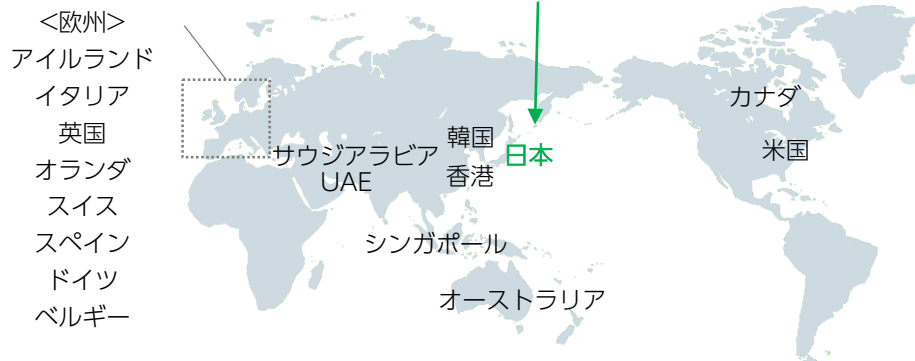 <欧州>
アイルランド
イタリア
英国
オランダ
スイス
スペイン
ドイツ
ベルギー
サウジアラビア
UAE
韓国
香港
日本
シンガポール
オーストラリア
カナダ
米国